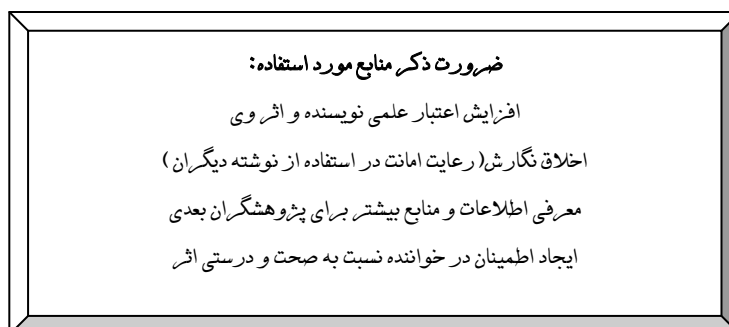 ضرورت ذکر منابع مورد استفاده:
افزایش اعتبار علمی نویسنده و اثر وی
اخلاق نگارش( رعایت امانت در استفاده از نوشته دیگران )
معرفی اطلاعات و منابع بیشتر برای پژوهشگران بعدی
ایجاد اطمینان در خواننده نسبت به صحت و درستی اثر